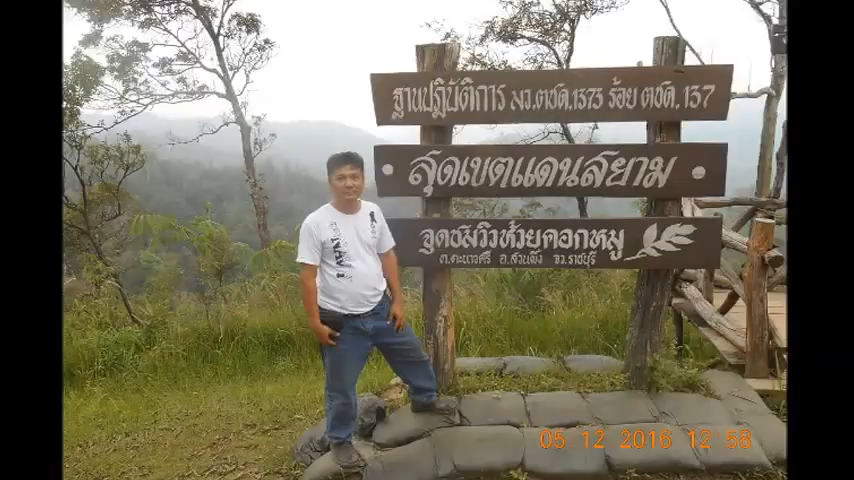 ฐานปฏิบัติการ มว.ตชด.1373 ร้อย ตชด.137
สุดเขตแดนสยาม
จุดชมวิวห้วยคอกหมู
ต.ตะนาวศรี อ.สวนผึ้ง จว.ราชบุรี
NAVY
05 12 2016 12 58